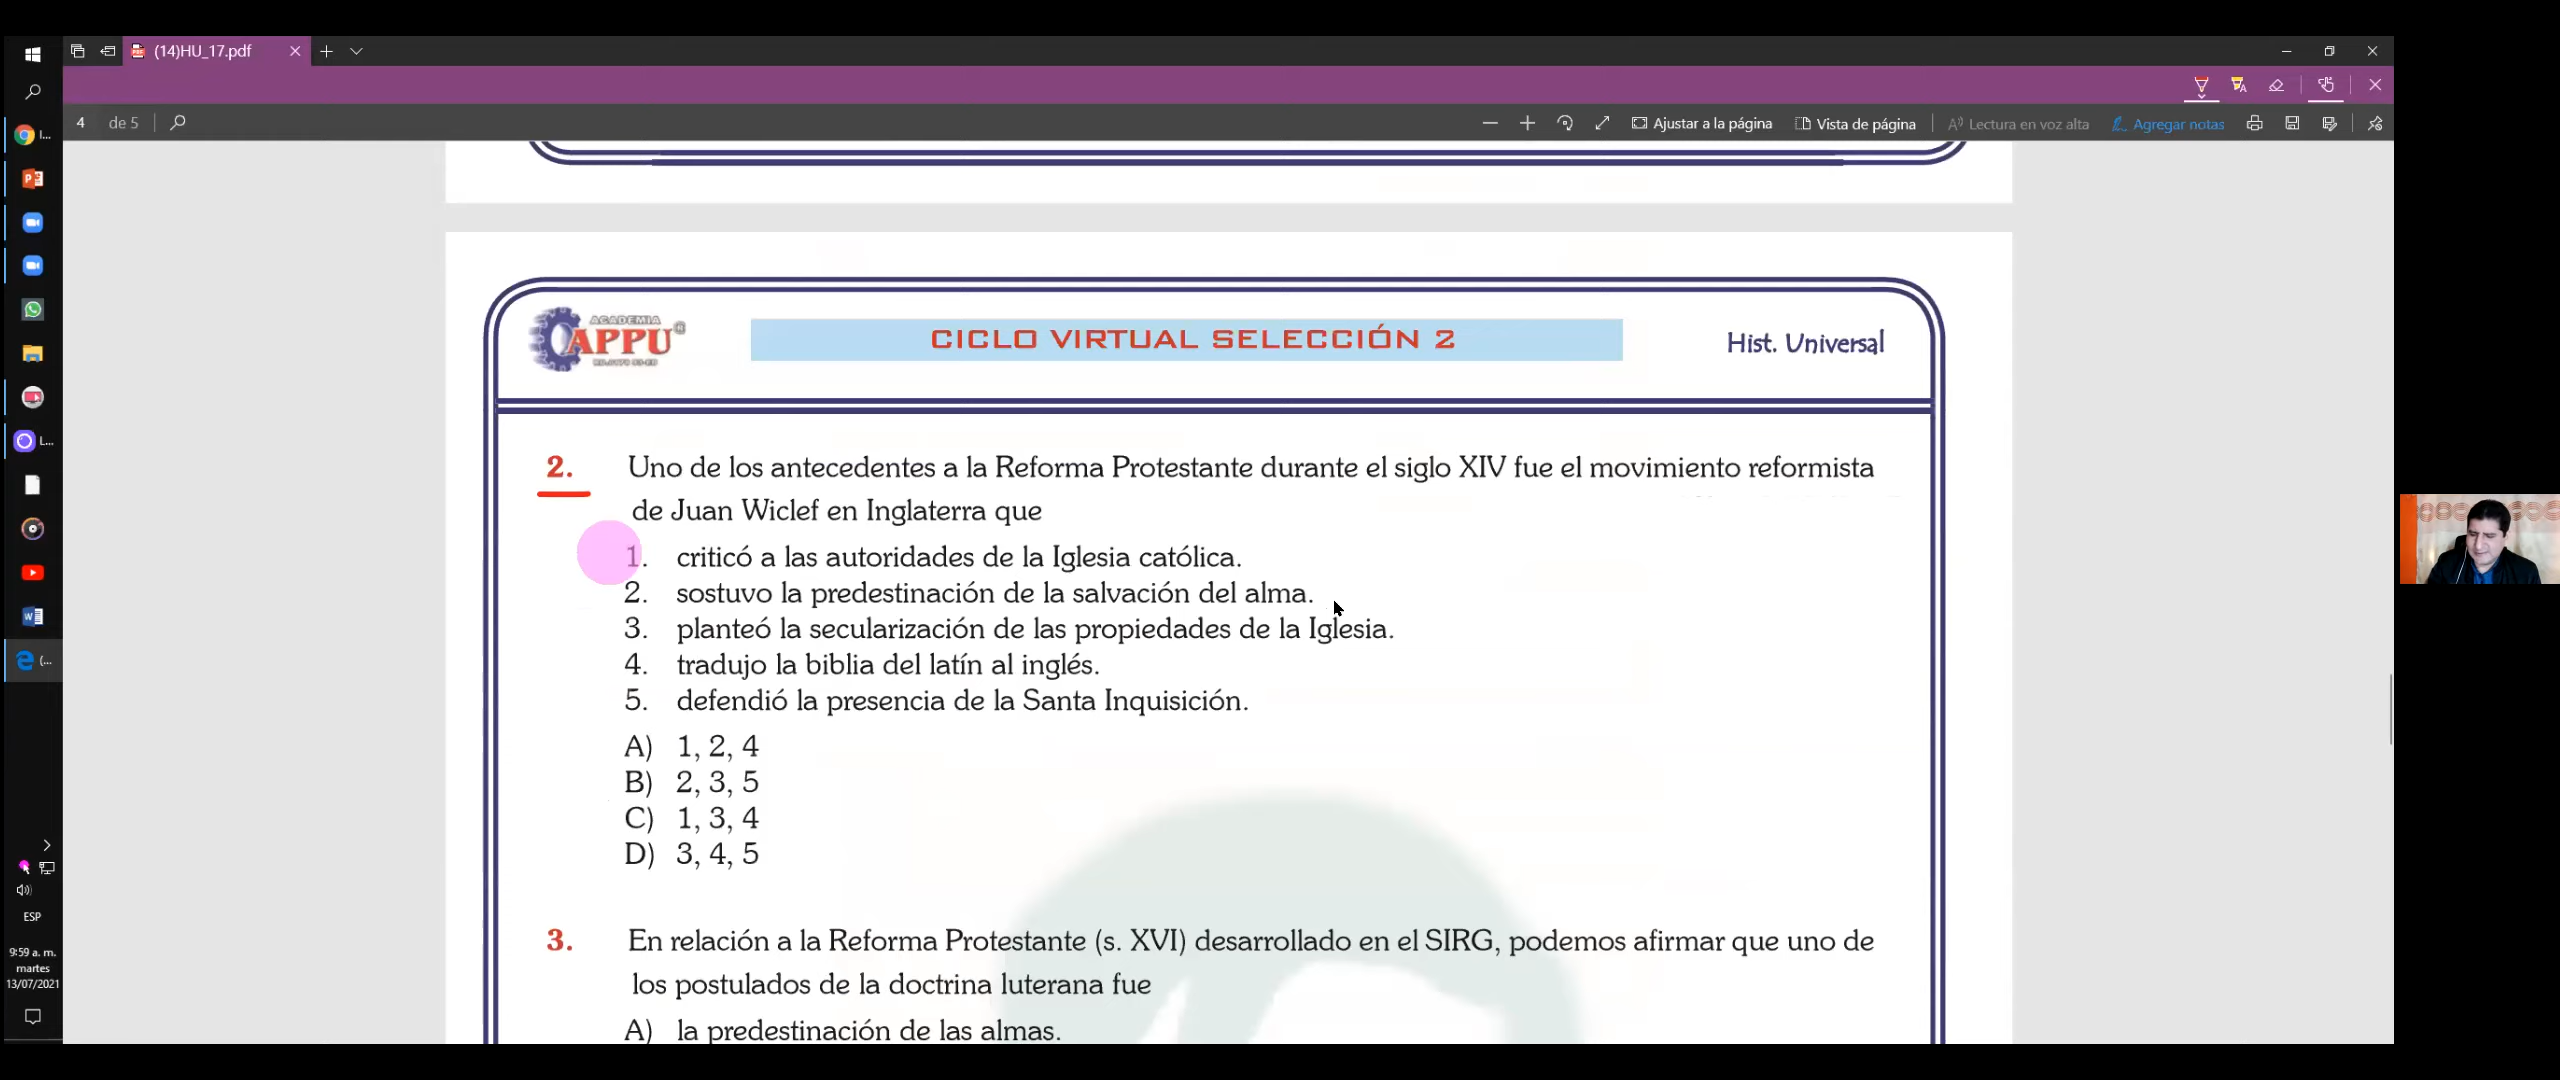 (14)HU_17.pdf
4 de 5
Ajustar a la página
Vista de página
Lectura en voz alta
Agregar notas
ACADEMIA
APPU
CICLO VIRTUAL SELECCIÓN 2
Hist. Universal
2. Uno de los antecedentes a la Reforma Protestante durante el siglo XIV fue el movimiento reformista
de Juan Wiclef en Inglaterra que
1. criticó a las autoridades de la Iglesia católica.
2. sostuvo la predestinación de la salvación del alma.
3. planteó la secularización de las propiedades de la Iglesia.
4. tradujo la biblia del latín al inglés.
5. defendió la presencia de la Santa Inquisición.
A) 1, 2, 4
B) 2, 3, 5
C) 1, 3, 4
D) 3, 4, 5
3. En relación a la Reforma Protestante (s. XVI) desarrollado en el SIRG, podemos afirmar que uno de
los postulados de la doctrina luterana fue
A) la predestinación de las almas.
I...
L...
(...
ESP
9:59 a. m.
martes
13/07/2021